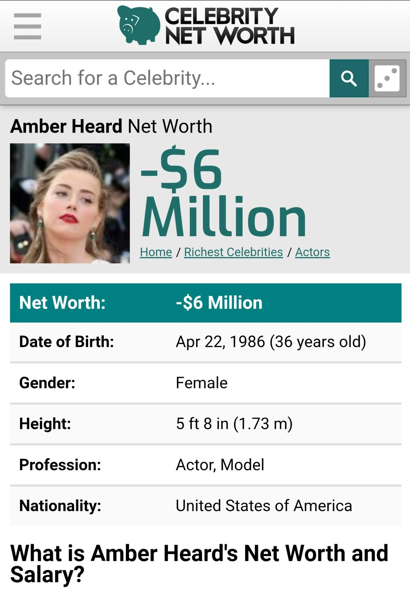 CELEBRITY
NET WORTH
Search for a Celebrity...
Amber Heard Net Worth
-$6
Million
Home / Richest Celebrities / Actors
Net Worth: -$6 Million
Date of Birth: Apr 22, 1986 (36 years old)
Gender: Female
Height: 5 ft 8 in (1.73 m)
Profession: Actor, Model
Nationality: United States of America
What is Amber Heard's Net Worth and
Salary?